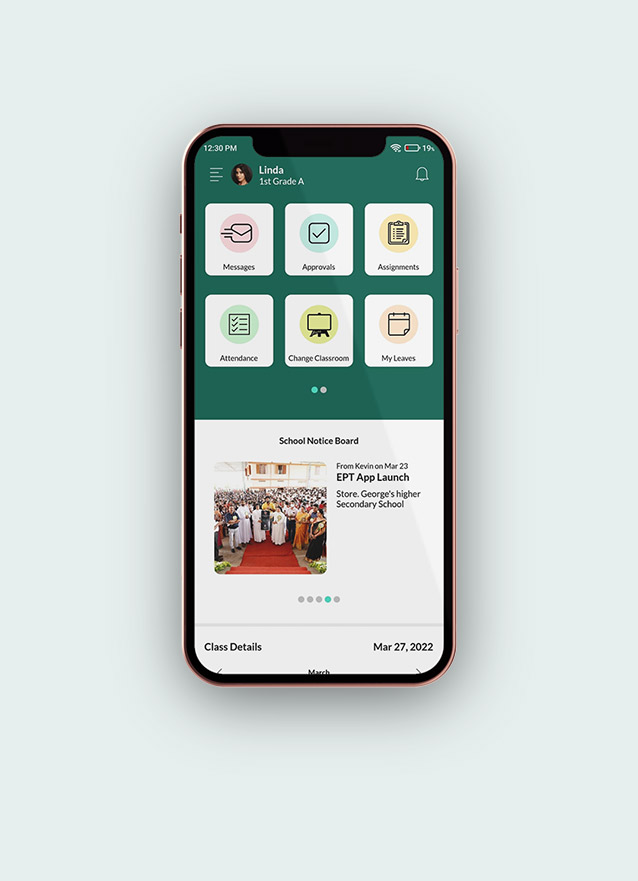 12:30 PM
19%
Linda
1st Grade A
Messages
Approvals
Assignments
Attendance
Change Classroom
My Leaves
School Notice Board
From Kevin on Mar 23
EPT App Launch
Store. George's higher
Secondary School
Class Details
Mar 27, 2022
March